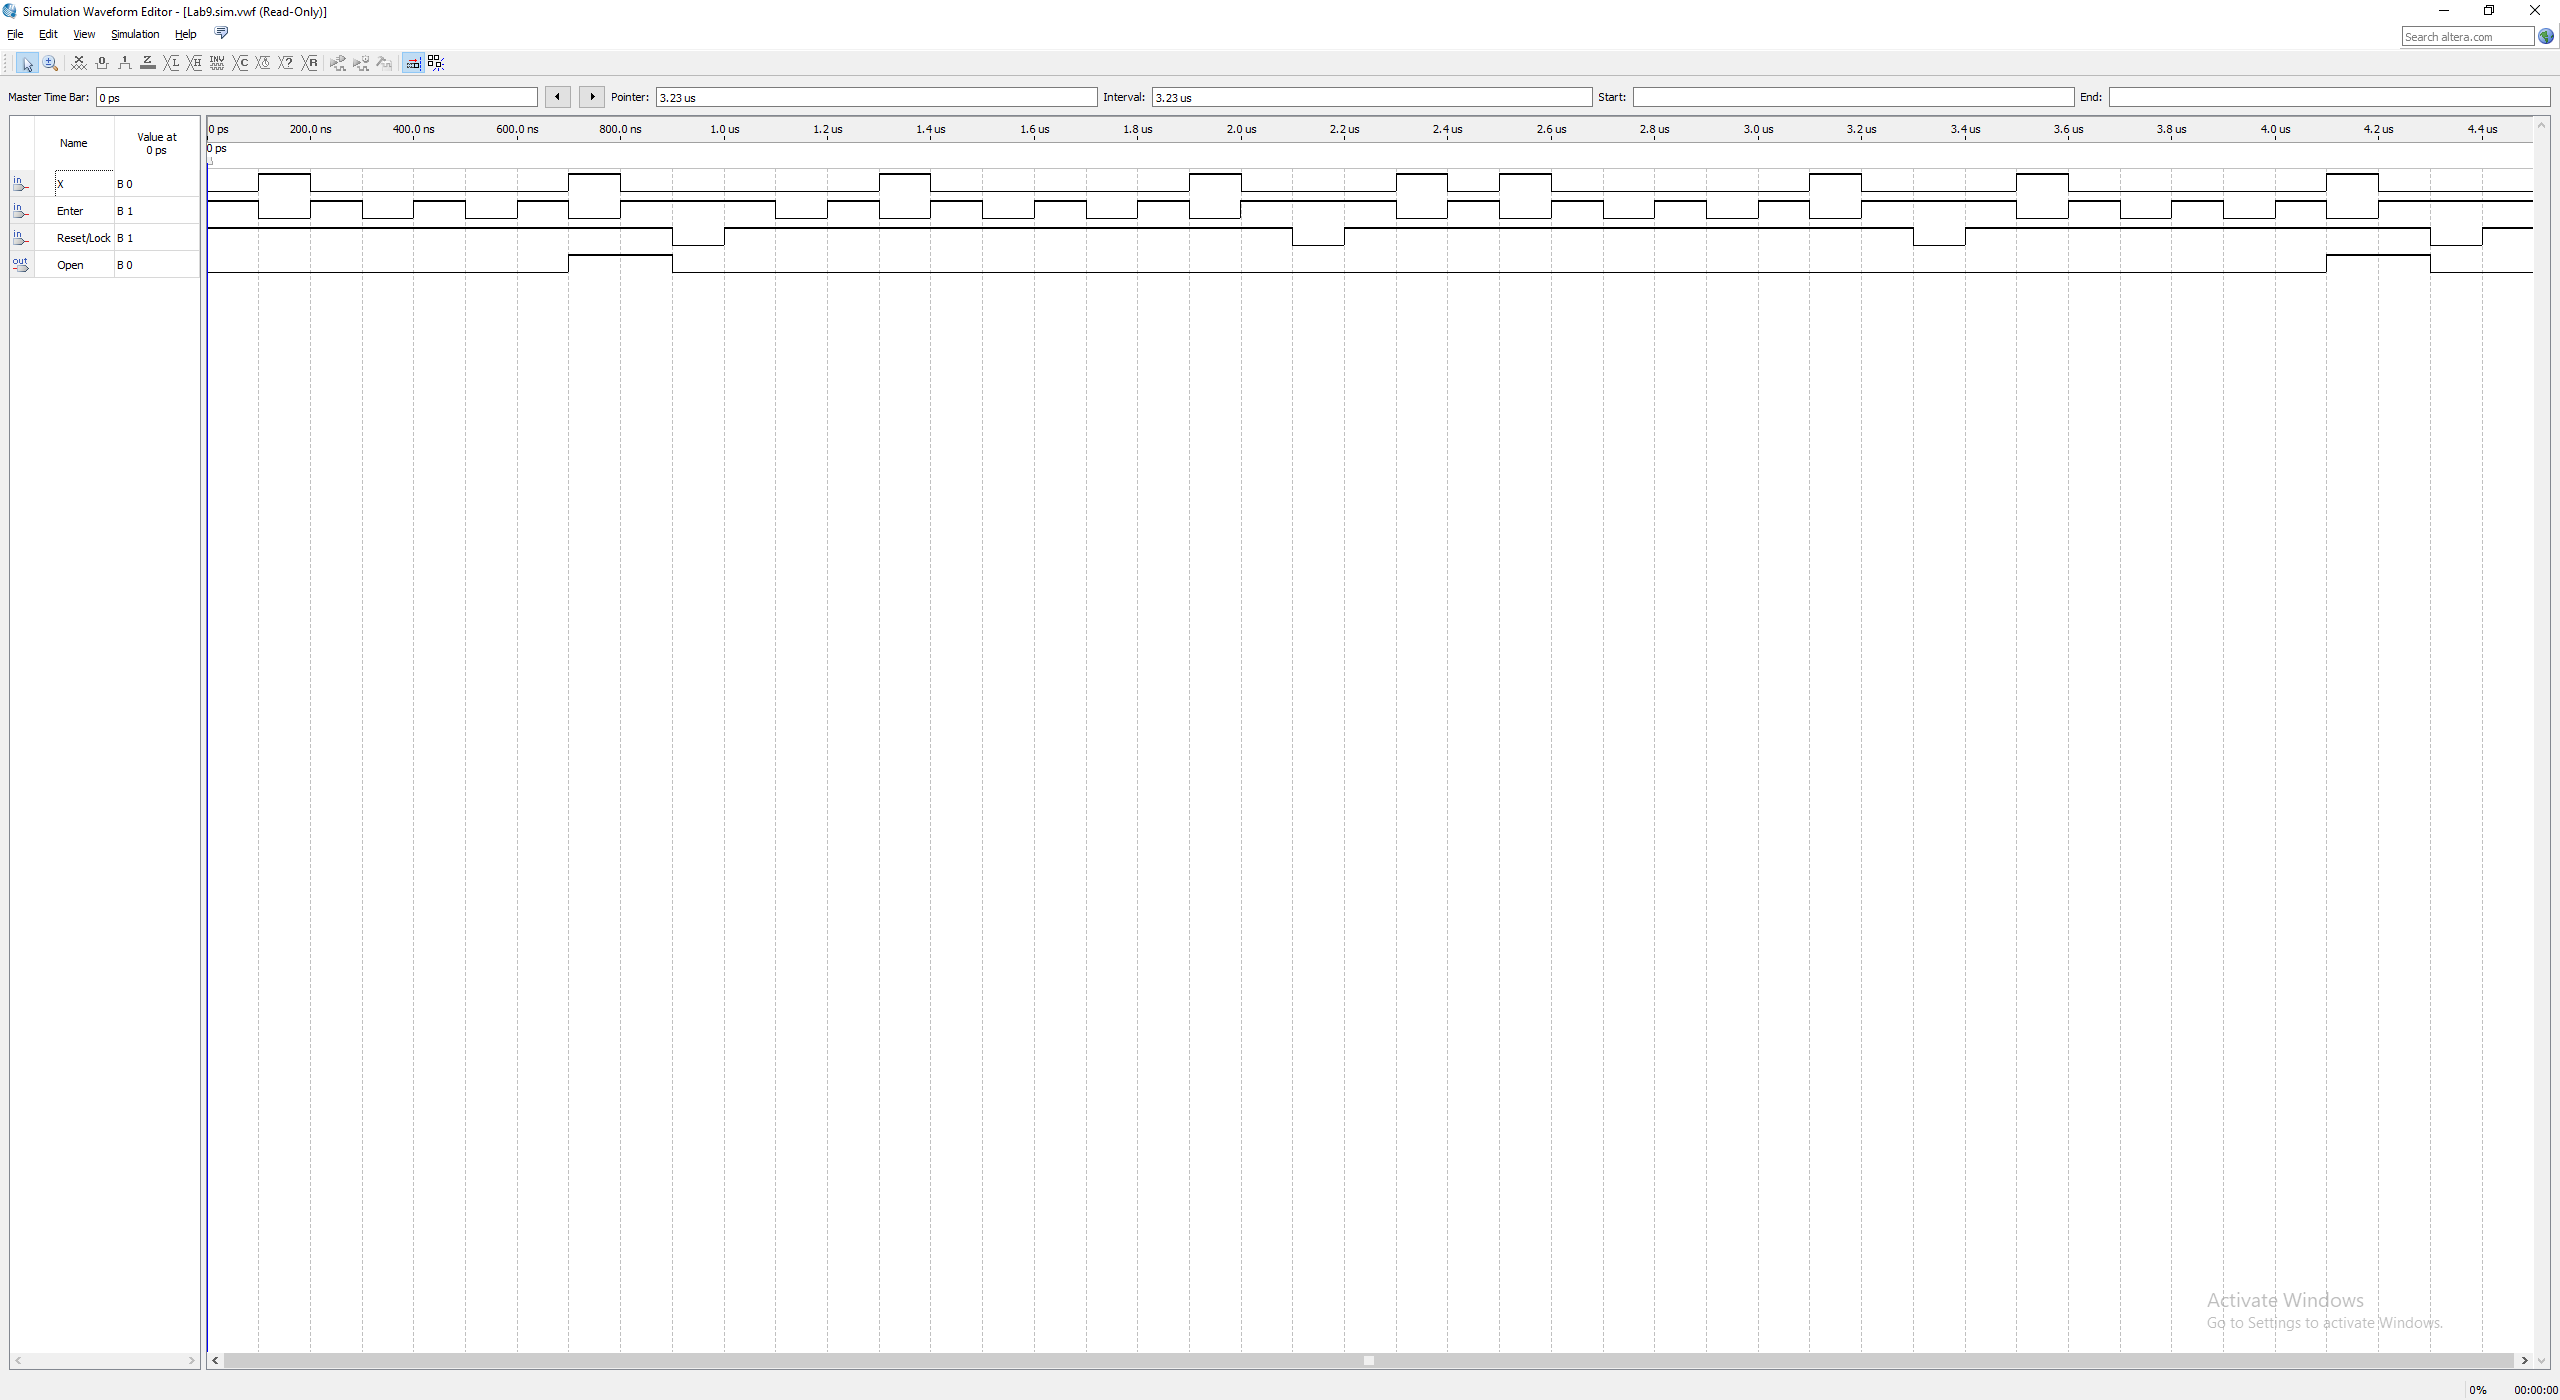 Simulation Waveform Editor - [Lab9.sim.vwf (Read-Only)]
File Edit View Simulation Help
Search altera.com
Master Time Bar: 0 ps Pointer: 3.23 us Interval: 3.23 us Start: End:
Name Value at 0 ps
0 ps 200.0 ns 400.0 ns 600.0 ns 800.0 ns 1.0 us 1.2 us 1.4 us 1.6 us 1.8 us 2.0 us 2.2 us 2.4 us 2.6 us 2.8 us 3.0 us 3.2 us 3.4 us 3.6 us 3.8 us 4.0 us 4.2 us 4.4 us
0 ps
in X B 0
in Enter B 1
in Reset/Lock B 1
out Open B 0
Activate Windows
Go to Settings to activate Windows.
0% 00:00:00